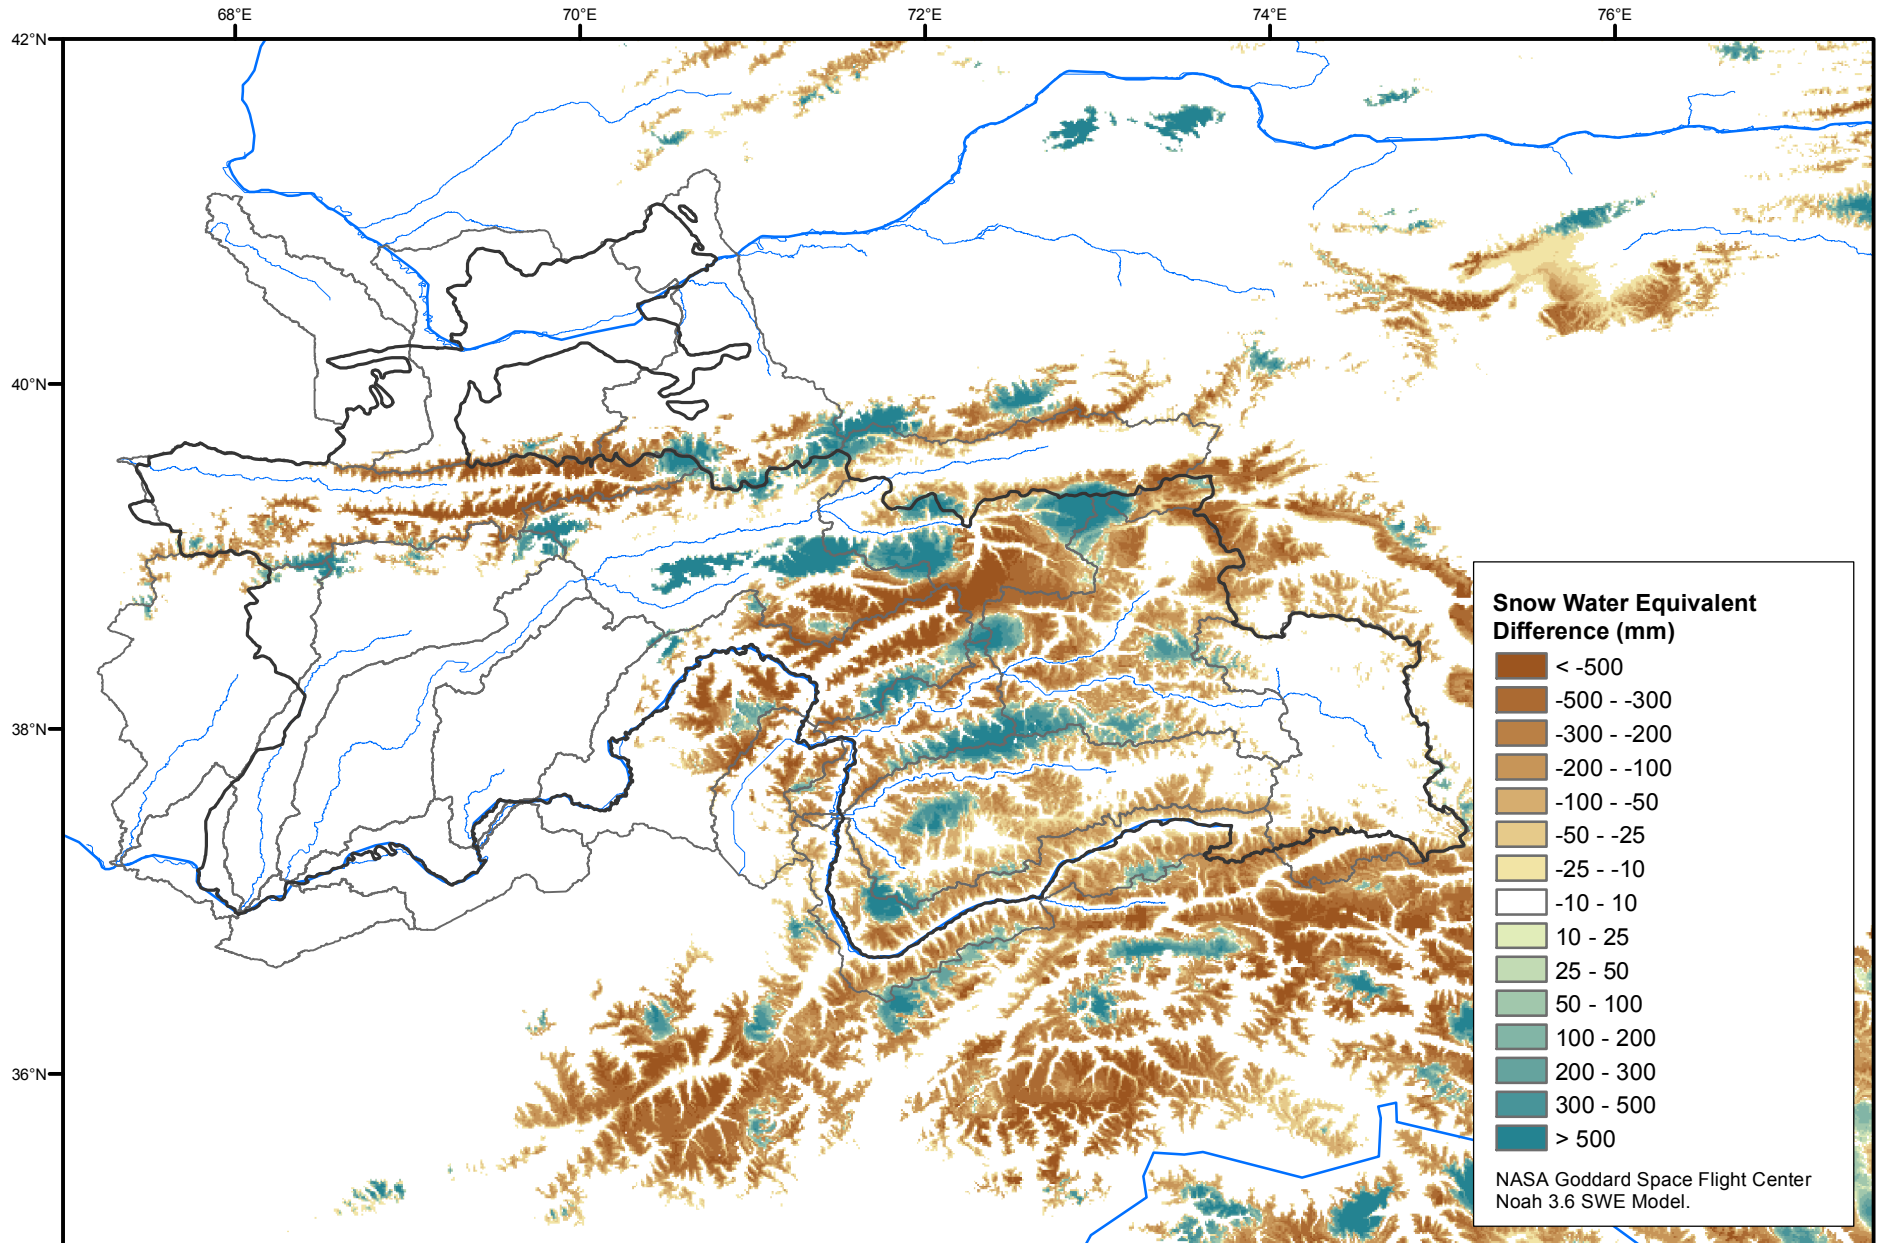 68°E 70°E 72°E 74°E 76°E
42°N
40°N
38°N
36°N
Snow Water Equivalent
Difference (mm)
< -500
-500 - -300
-300 - -200
-200 - -100
-100 - -50
-50 - -25
-25 - -10
-10 - 10
10 - 25
25 - 50
50 - 100
100 - 200
200 - 300
300 - 500
> 500
NASA Goddard Space Flight Center
Noah 3.6 SWE Model.